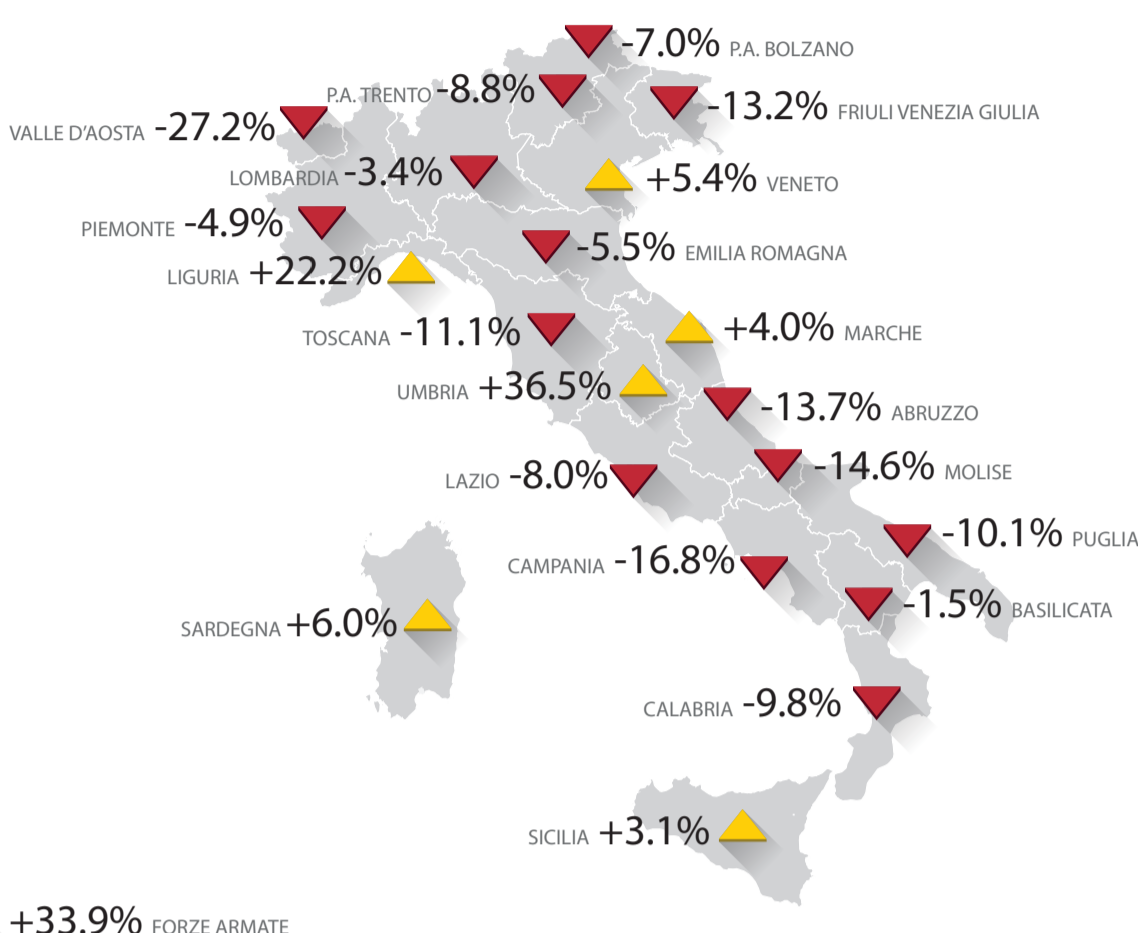 -7.0% P.A. BOLZANO
P.A. TRENTO -8.8%
-13.2% FRIULI VENEZIA GIULIA
VALLE D'AOSTA -27.2%
LOMBARDIA -3.4%
+5.4% VENETO
PIEMONTE -4.9%
-5.5% EMILIA ROMAGNA
LIGURIA +22.2%
TOSCANA -11.1%
+4.0% MARCHE
UMBRIA +36.5%
-13.7% ABRUZZO
LAZIO -8.0%
-14.6% MOLISE
-10.1% PUGLIA
CAMPANIA -16.8%
-1.5% BASILICATA
SARDEGNA +6.0%
CALABRIA -9.8%
SICILIA +3.1%
+33.9% FORZE ARMATE